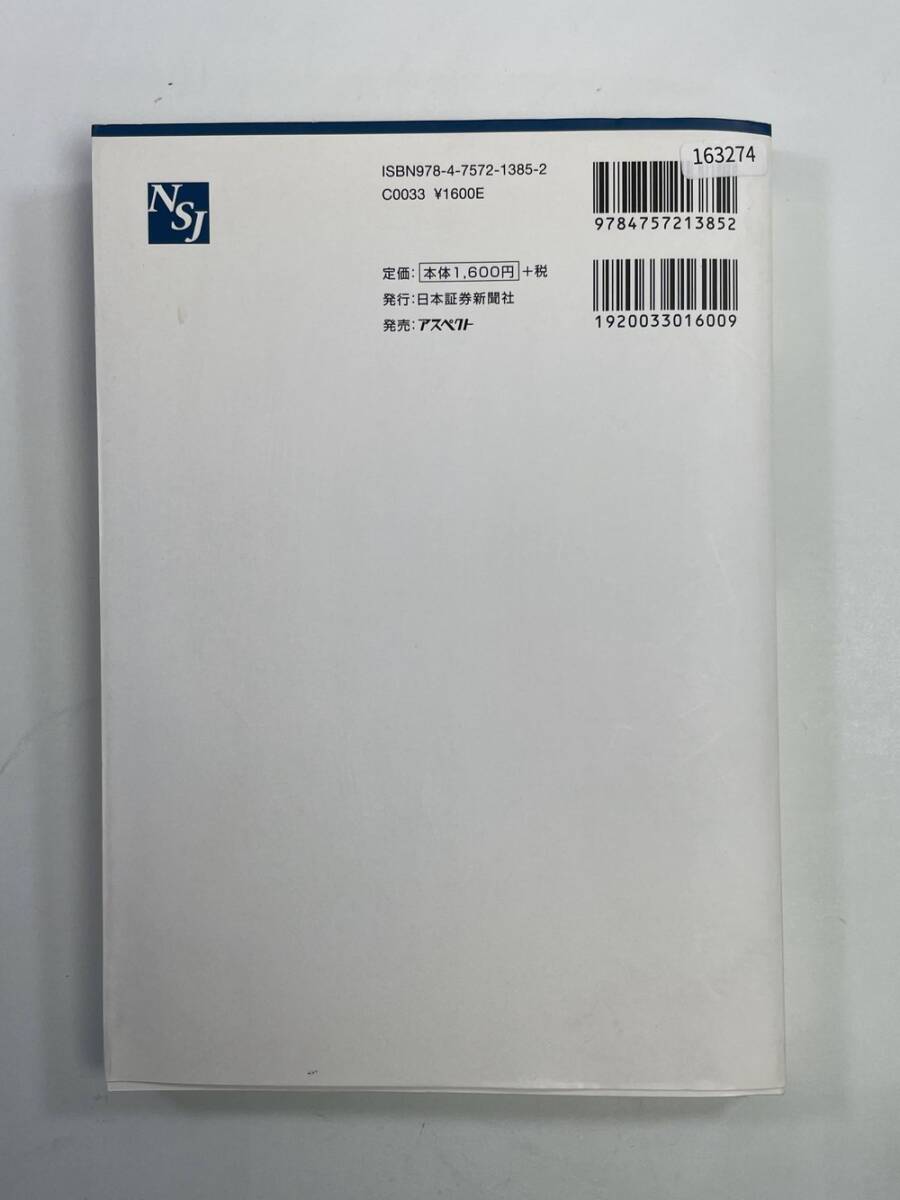 NSJ
ISBN978-4-7572-1385-2
C0033 ¥1600E
定価: 本体1,600円 +税
発行: 日本証券新聞社
発売: アスペクト
163274
9784757213852
1920033016009